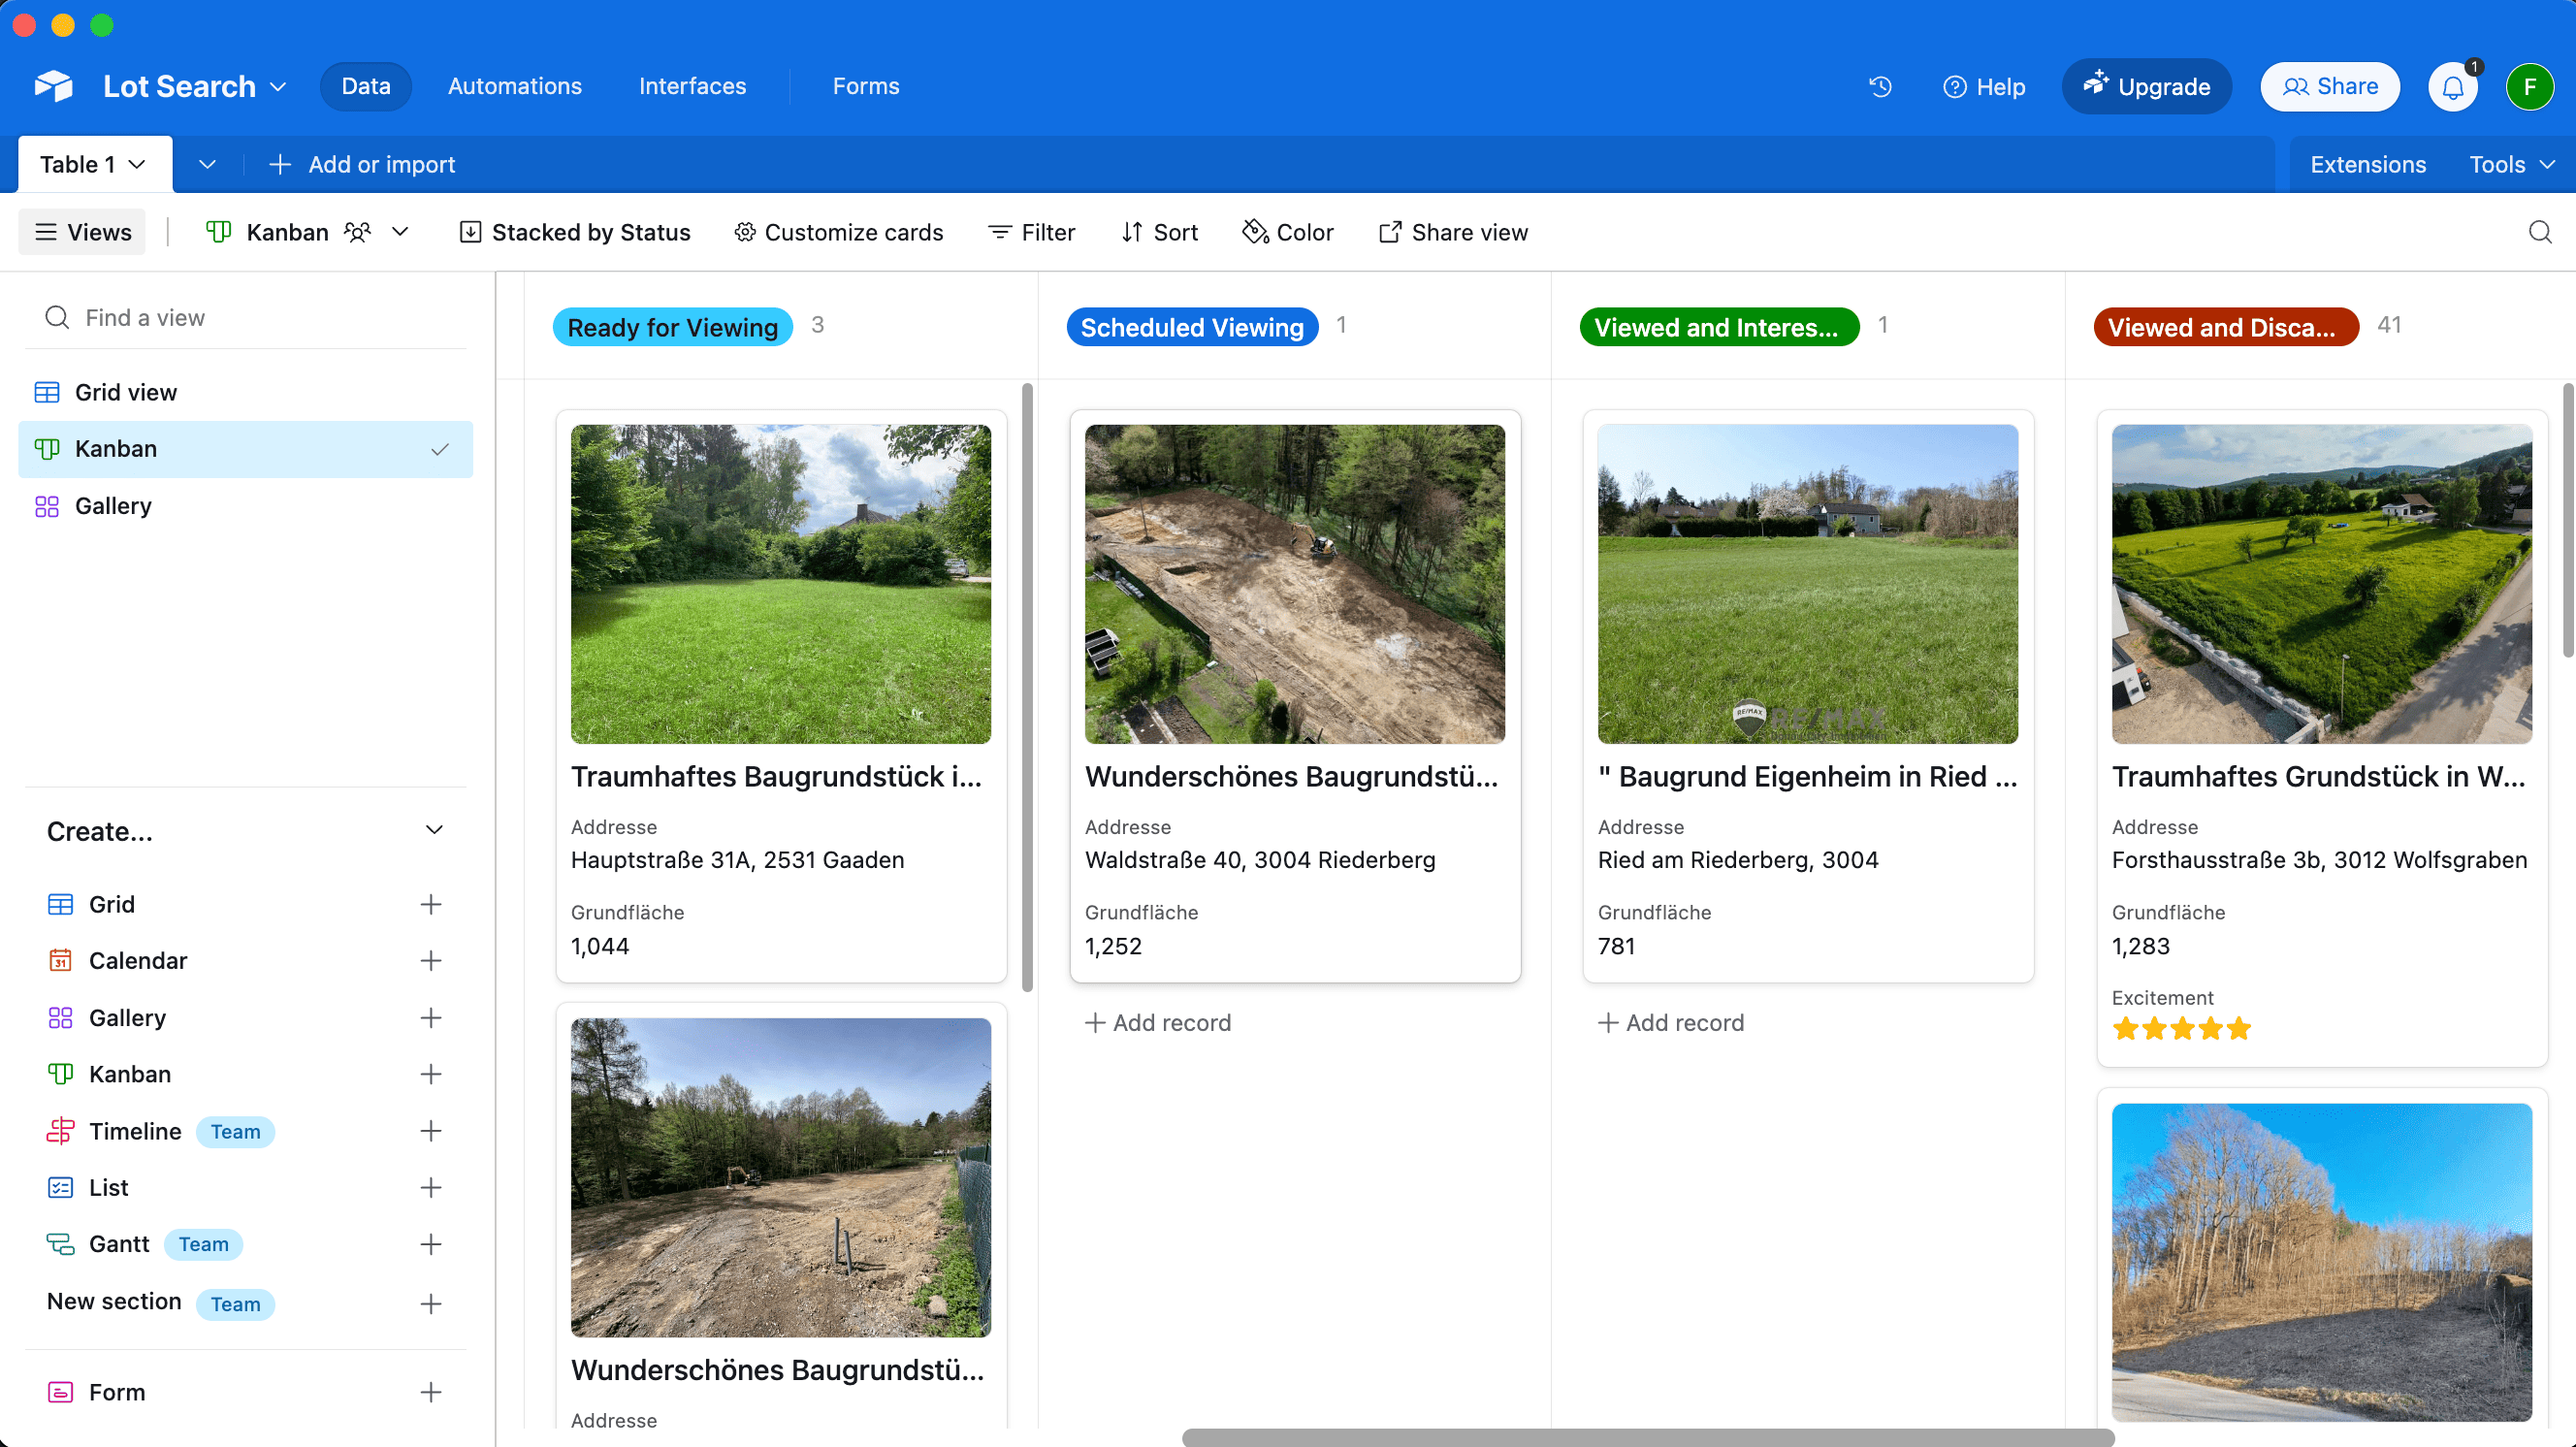 Lot Search
Data
Automations
Interfaces
Forms
Help
Upgrade
Share
1
F
Table 1
Add or import
Extensions
Tools
Views
Kanban
Stacked by Status
Customize cards
Filter
Sort
Color
Share view
Find a view
Grid view
Kanban
Gallery
Create...
Grid
31
Calendar
Gallery
Kanban
Timeline Team
List
Gantt Team
New section Team
Form
Ready for Viewing 3
Traumhaftes Baugrundstück i...
Addresse
Hauptstraße 31A, 2531 Gaaden
Grundfläche
1,044
Wunderschönes Baugrundstü...
Addresse
Scheduled Viewing 1
Wunderschönes Baugrundstü...
Addresse
Waldstraße 40, 3004 Riederberg
Grundfläche
1,252
Add record
Viewed and Interes... 1
RE/MAX
RE/MAX
" Baugrund Eigenheim in Ried ...
Addresse
Ried am Riederberg, 3004
Grundfläche
781
Add record
Viewed and Disca... 41
Traumhaftes Grundstück in W...
Addresse
Forsthausstraße 3b, 3012 Wolfsgraben
Grundfläche
1,283
Excitement